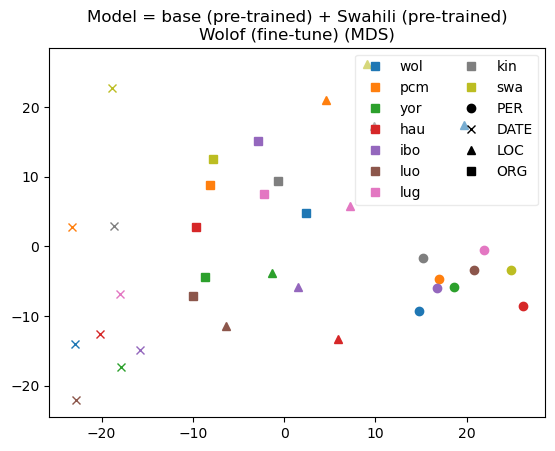 Model = base (pre-trained) + Swahili (pre-trained)
Wolof (fine-tune) (MDS)
wol kin
pcm swa
yor PER
hau DATE
ibo LOC
luo ORG
lug
20
10
0
−10
−20
−20 −10 0 10 20